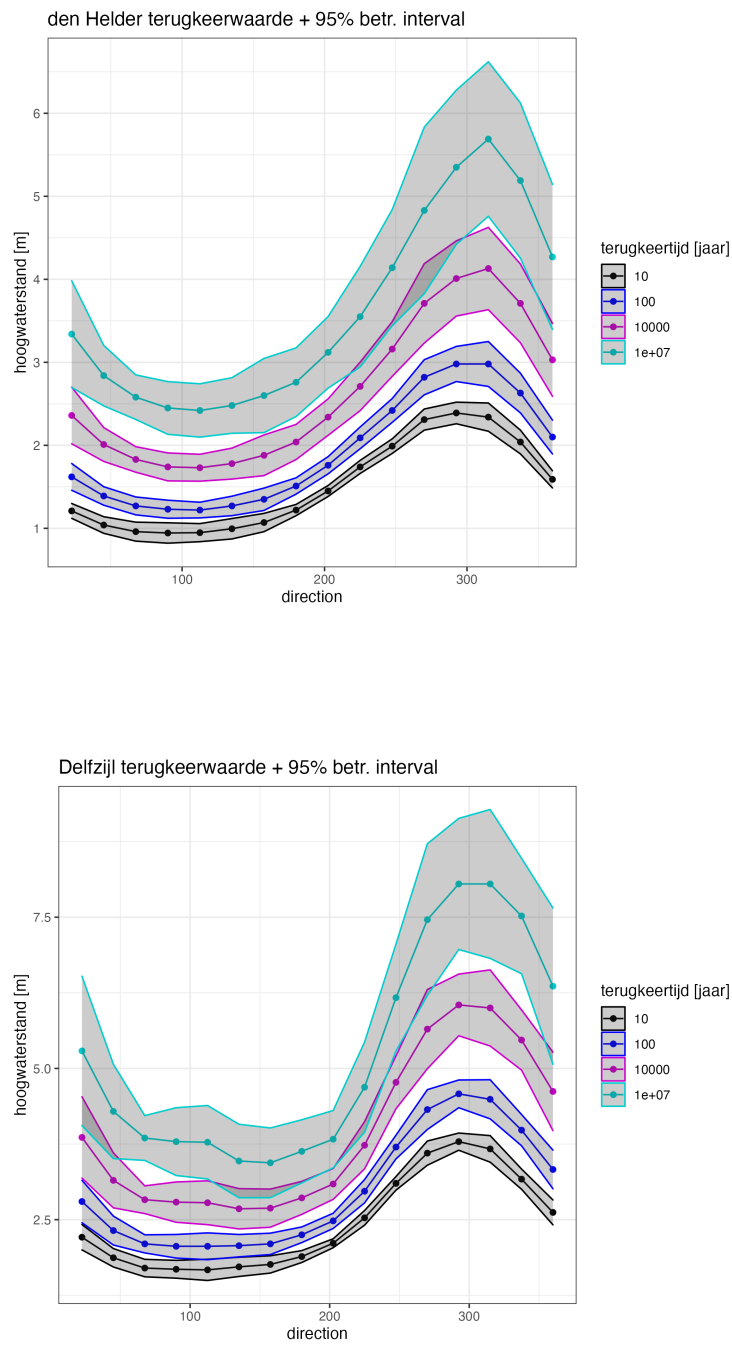 den Helder terugkeerwaarde + 95% betr. interval
hoogwaterstand [m]
6
5
4
3
2
1
100 200 300
direction
terugkeertijd [jaar]
10
100
10000
1e+07
Delfzijl terugkeerwaarde + 95% betr. interval
hoogwaterstand [m]
7.5
5.0
2.5
100 200 300
direction
terugkeertijd [jaar]
10
100
10000
1e+07